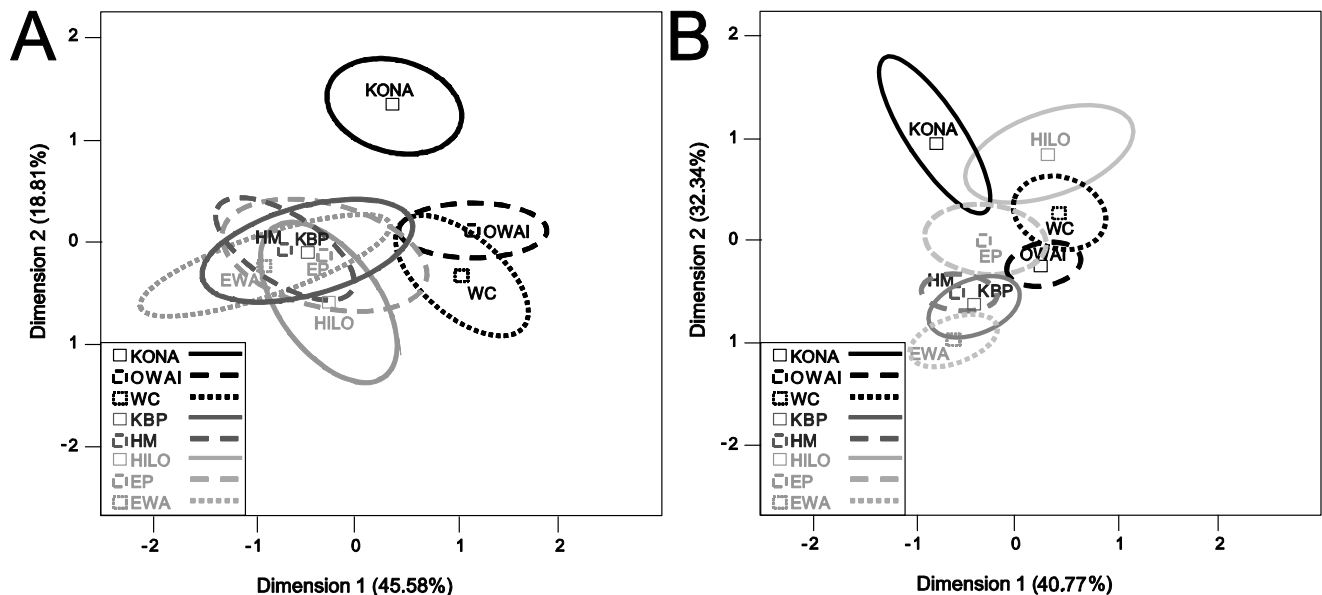 A
2
1
0
1
-2
Dimension 2 (18.81%)
KONA
OWAI
WC
HM
KBP
EP
EWA
HILO
KONA
OWAI
WC
KBP
HM
HILO
EP
EWA
-2
-1
0
1
2
Dimension 1 (45.58%)
B
2
1
0
1
-2
Dimension 2 (32.34%)
KONA
HILO
WC
OWAI
EP
HM
KBP
EWA
KONA
OWAI
WC
KBP
HM
HILO
EP
EWA
-2
-1
0
1
2
Dimension 1 (40.77%)